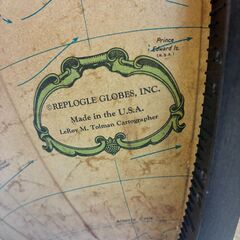 Prince
Edward Is.
(U.S.A.)
©REPLOGLE GLOBES, INC.
Made in the U.S.A.
LeRoy M. Tolman Cartographer